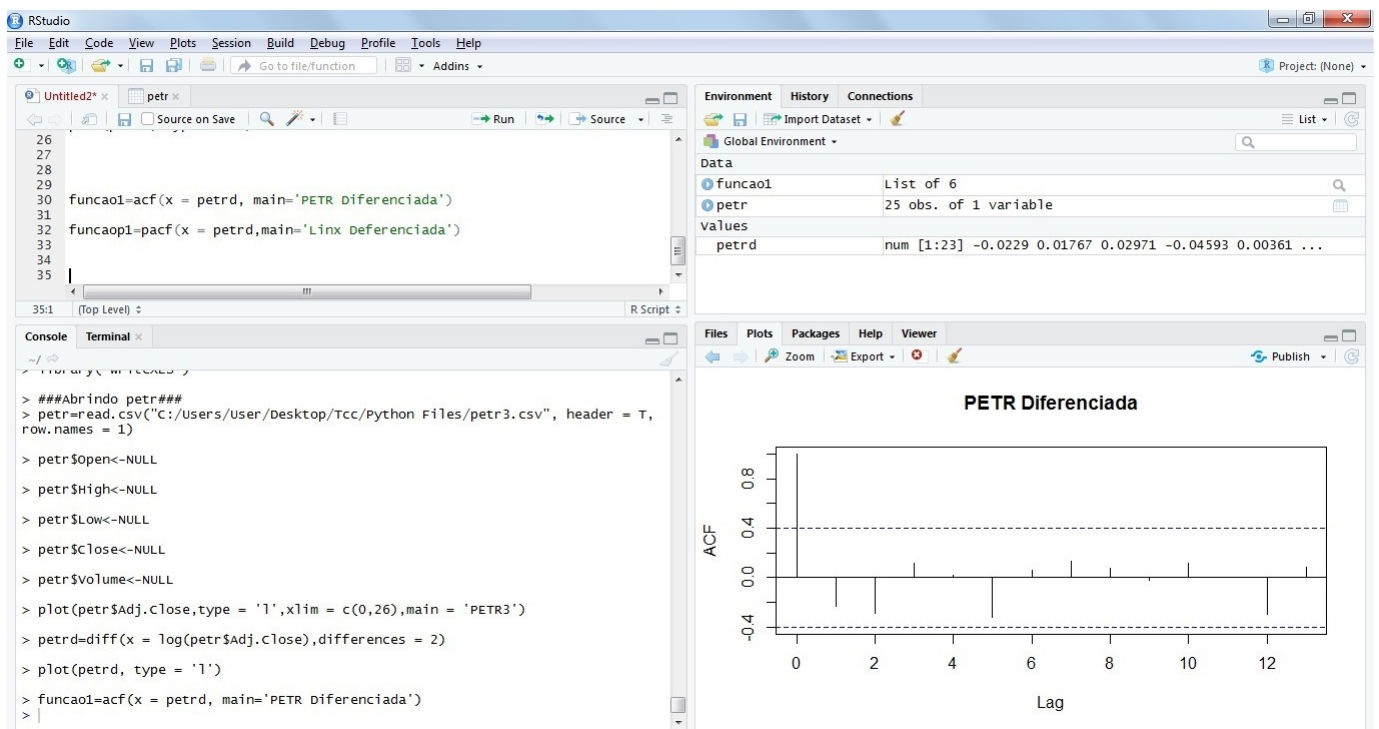 RStudio
File Edit Code View Plots Session Build Debug Profile Tools Help
Go to file/function Addins Project: (None)
Untitled2* petr
Source on Save Run Source
26
27
28
29
30 funcao1=acf(x = petrd, main='PETR Diferenciada')
31
32 funcaop1=pacf(x = petrd,main='Linx Deferenciada')
33
34
35
35:1 (Top Level) R Script
Console Terminal
~/
> ###Abrindo petr###
> petr=read.csv("C:/Users/User/Desktop/Tcc/Python Files/petr3.csv", header = T,
row.names = 1)
> petr$Open<-NULL
> petr$High<-NULL
> petr$Low<-NULL
> petr$Close<-NULL
> petr$Volume<-NULL
> plot(petr$Adj.Close,type = 'l',xlim = c(0,26),main = 'PETR3')
> petrd=diff(x = log(petr$Adj.Close),differences = 2)
> plot(petrd, type = 'l')
> funcao1=acf(x = petrd, main='PETR Diferenciada')
>
Environment History Connections
Import Dataset List
Global Environment
Data
funcao1 List of 6
petr 25 obs. of 1 variable
Values
petrd num [1:23] -0.0229 0.01767 0.02971 -0.04593 0.00361 ...
Files Plots Packages Help Viewer
Zoom Export Publish
PETR Diferenciada
ACF
0.8
0.4
0.0
-0.4
0 2 4 6 8 10 12
Lag